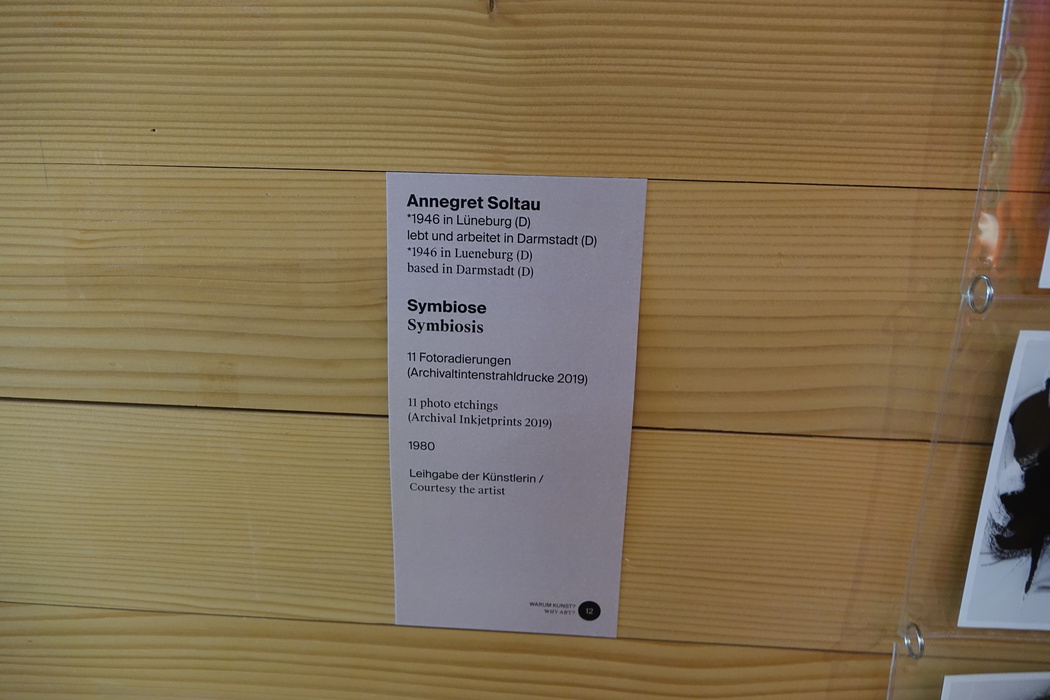 Annegret Soltau
*1946 in Lüneburg (D)
lebt und arbeitet in Darmstadt (D)
*1946 in Lueneburg (D)
based in Darmstadt (D)
Symbiose
Symbiosis
11 Fotoradierungen
(Archivaltintenstrahldrucke 2019)
11 photo etchings
(Archival Inkjetprints 2019)
1980
Leihgabe der Künstlerin /
Courtesy the artist
WARUM KUNST?
WHY ART?
12